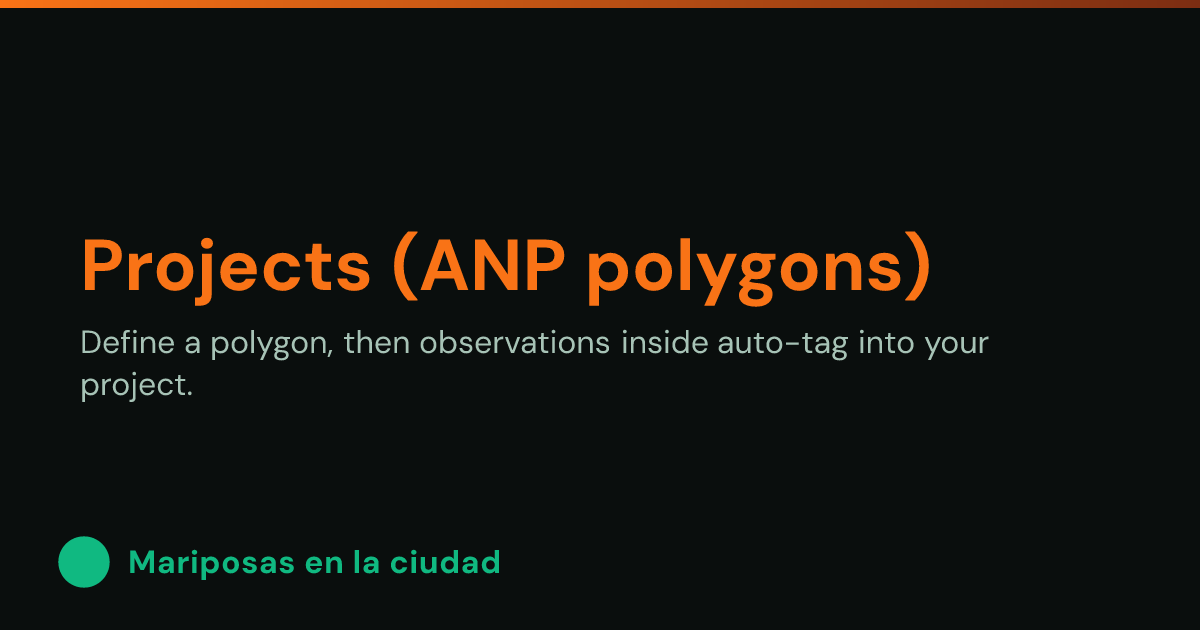 Projects (ANP polygons)
Define a polygon, then observations inside auto-tag into your
project.
Mariposas en la ciudad